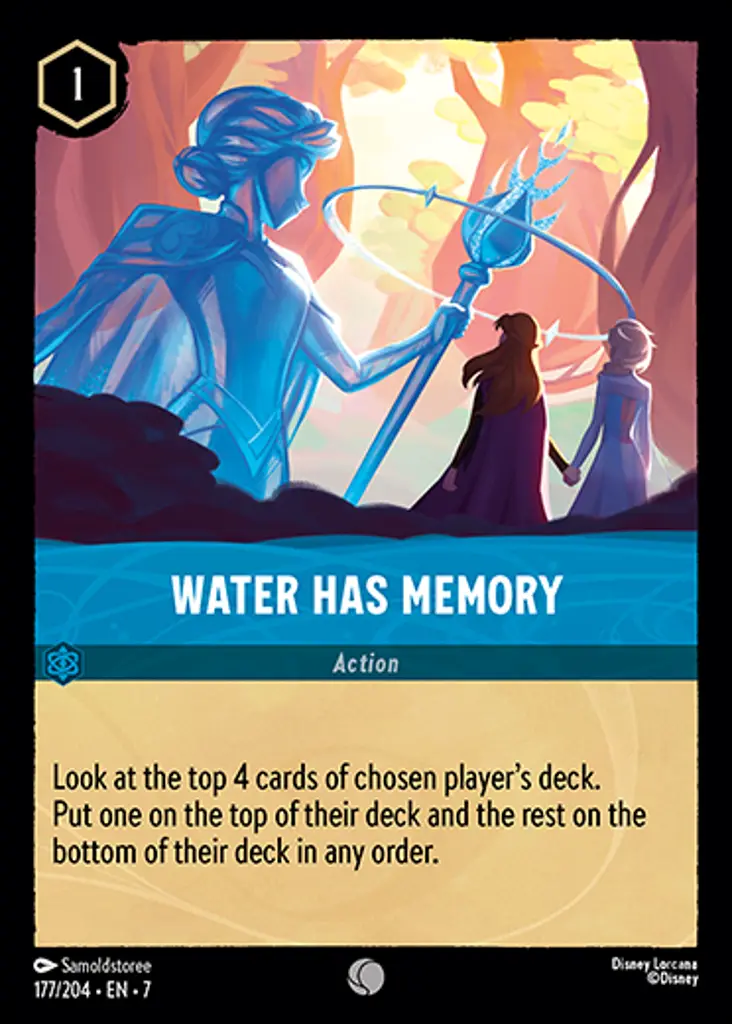 1
WATER HAS MEMORY
Action
Look at the top 4 cards of chosen player's deck.
Put one on the top of their deck and the rest on the
bottom of their deck in any order.
Samoldstoree
177/204 • EN • 7
Disney Lorcana
©Disney